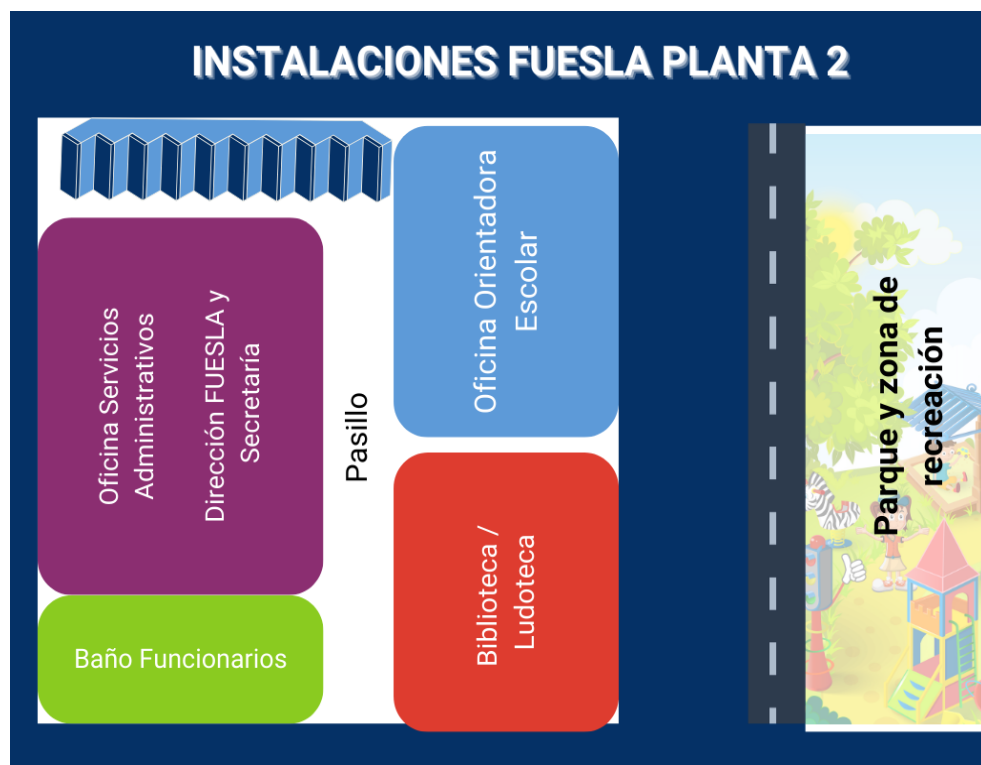 INSTALACIONES FUESLA PLANTA 2
Oficina Servicios
Administrativos
Dirección FUESLA y
Secretaría
Baño Funcionarios
Pasillo
Oficina Orientadora
Escolar
Biblioteca /
Ludoteca
Parque y zona de
recreación